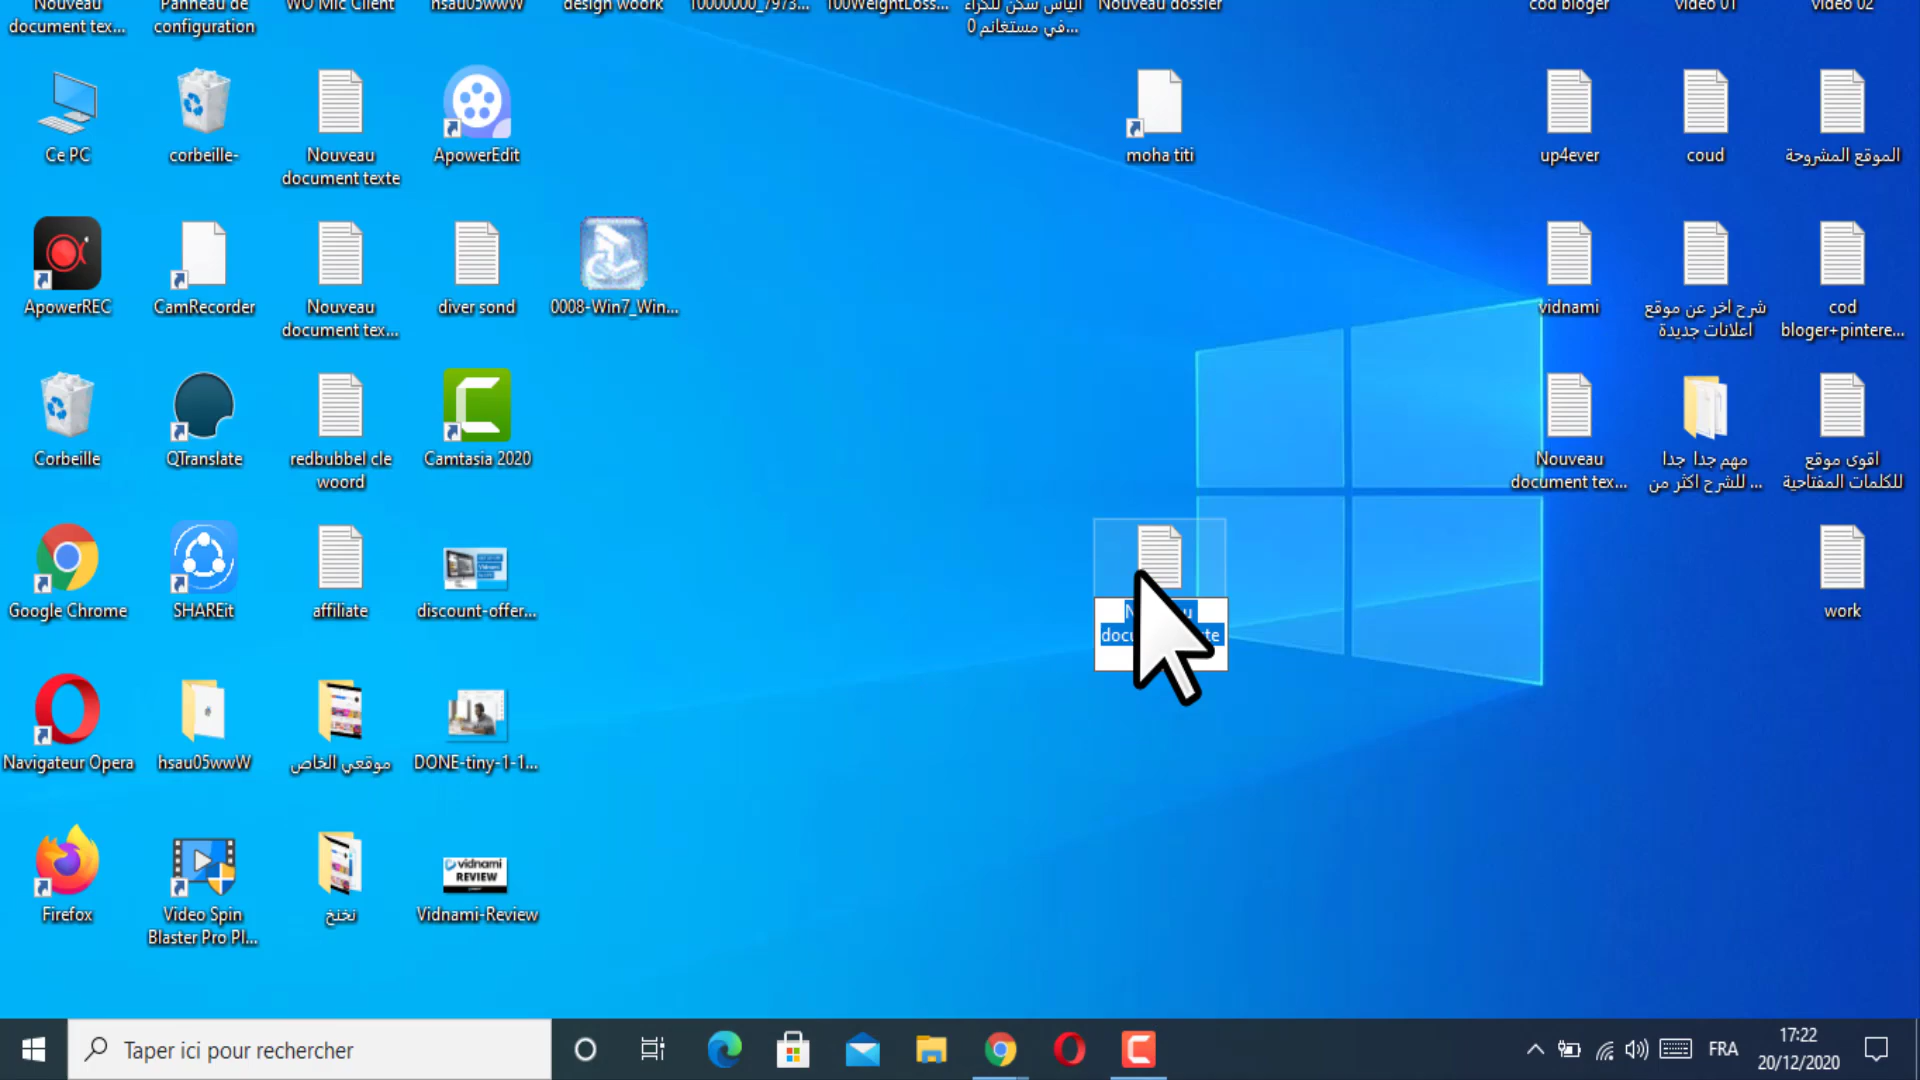 Nouveau
document tex...
Panneau de
configuration
WO Mic Client
hsau05wwW
design woork
10000000_7973...
100WeightLoss...
الياس سكن للكراء
في مستغانم 0...
Nouveau dossier
cod bloger
video 01
video 02
Ce PC
corbeille-
Nouveau
document texte
ApowerEdit
moha titi
up4ever
coud
الموقع المشروحة
ApowerREC
CamRecorder
Nouveau
document tex...
diver sond
0008-Win7_Win...
vidnami
شرح اخر عن موقع
اعلانات جديدة
cod
bloger+pintere...
Corbeille
QTranslate
redbubbel cle
woord
Camtasia 2020
Nouveau
document tex...
مهم جدا جدا
للشرح اكثر من ...
اقوى موقع
للكلمات المفتاحية
Google Chrome
SHAREit
affiliate
discount-offer...
work
Navigateur Opera
hsau05wwW
موقعي الخاص
DONE-tiny-1-1...
Firefox
Video Spin
Blaster Pro Pl...
نخنخ
vidnami
REVIEW
Vidnami-Review
Taper ici pour rechercher
FRA
17:22
20/12/2020